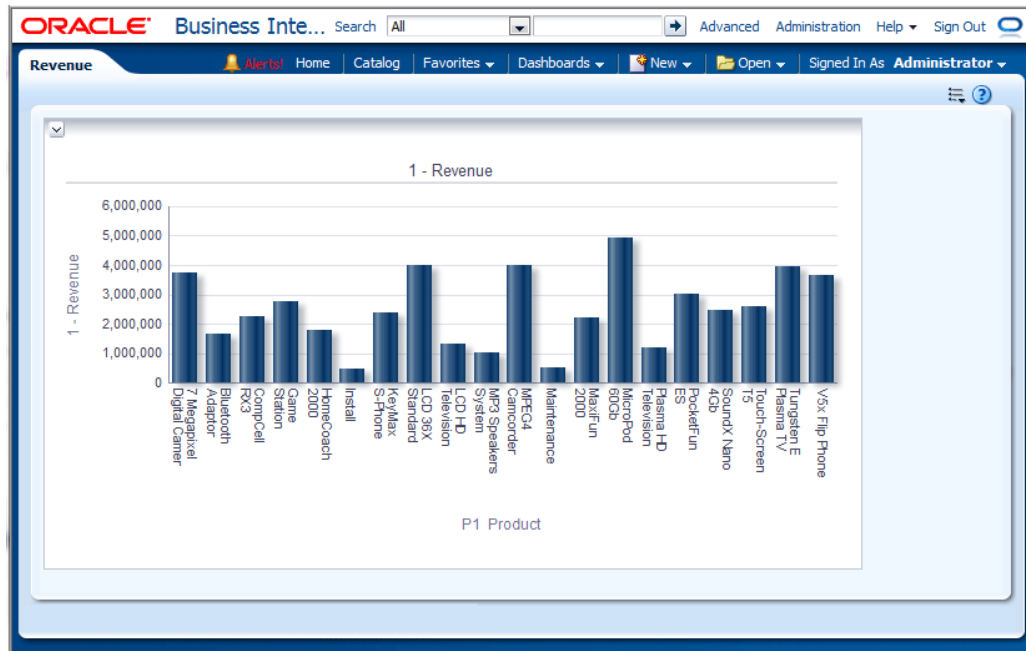 ORACLE Business Inte... Search All Advanced Administration Help Sign Out
Revenue Alerts! Home Catalog Favorites Dashboards New Open Signed In As Administrator
1 - Revenue
1 - Revenue
6,000,000
5,000,000
4,000,000
3,000,000
2,000,000
1,000,000
0
7 Megapixel
Digital Camer
Bluetooth
Adaptor
CompCell
RX3
Game
Station
HomeCoach
2000
Install
KeyMax
S-Phone
LCD 36X
Standard
LCD HD
Television
MP3 Speakers
System
MPEG4
Camcorder
Maintenance
MaxiFun
2000
MicroPod
60Gb
Plasma HD
Television
PocketFun
ES
SoundX Nano
4Gb
Touch-Screen
T5
Tungsten E
Plasma TV
V5x Flip Phone
P1 Product